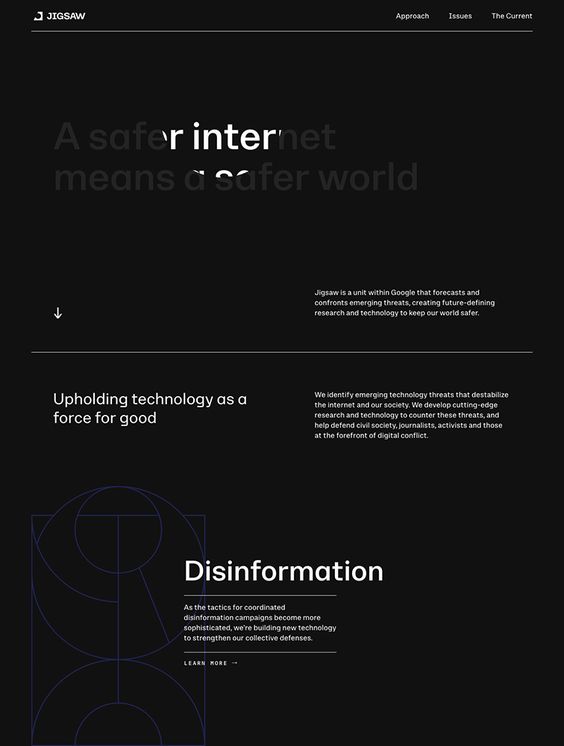 JIGSAW
Approach
Issues
The Current
A safer internet
means a safer world
Jigsaw is a unit within Google that forecasts and
confronts emerging threats, creating future-defining
research and technology to keep our world safer.
↓
Upholding technology as a
force for good
We identify emerging technology threats that destabilize
the internet and our society. We develop cutting-edge
research and technology to counter these threats, and
help defend civil society, journalists, activists and those
at the forefront of digital conflict.
Disinformation
As the tactics for coordinated
disinformation campaigns become more
sophisticated, we're building new technology
to strengthen our collective defenses.
LEARN MORE →